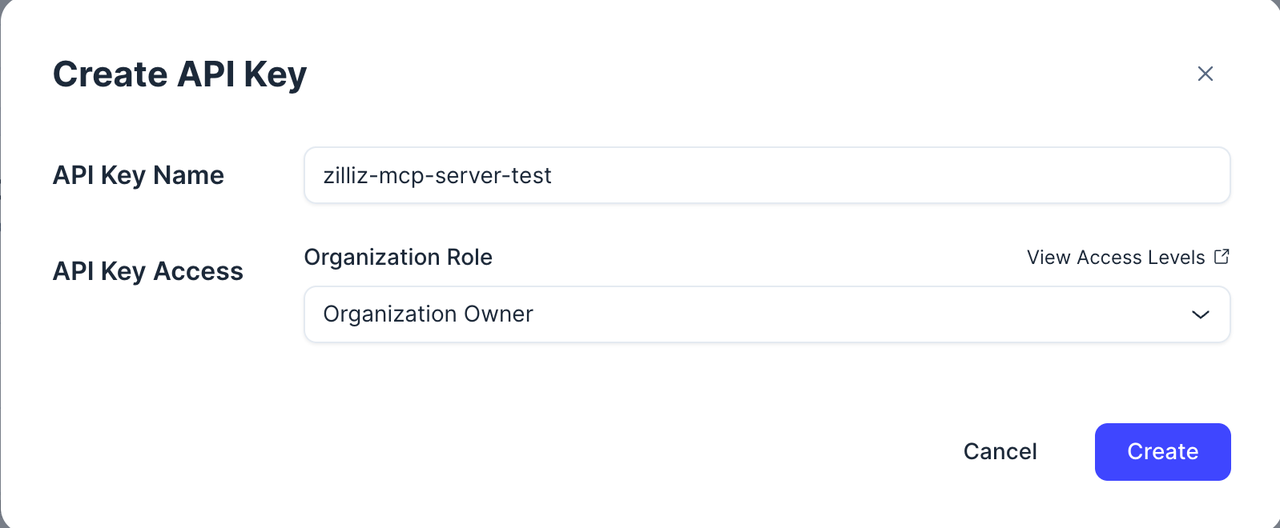 Create API Key
API Key Name
zilliz-mcp-server-test
API Key Access
Organization Role
View Access Levels
Organization Owner
Cancel
Create